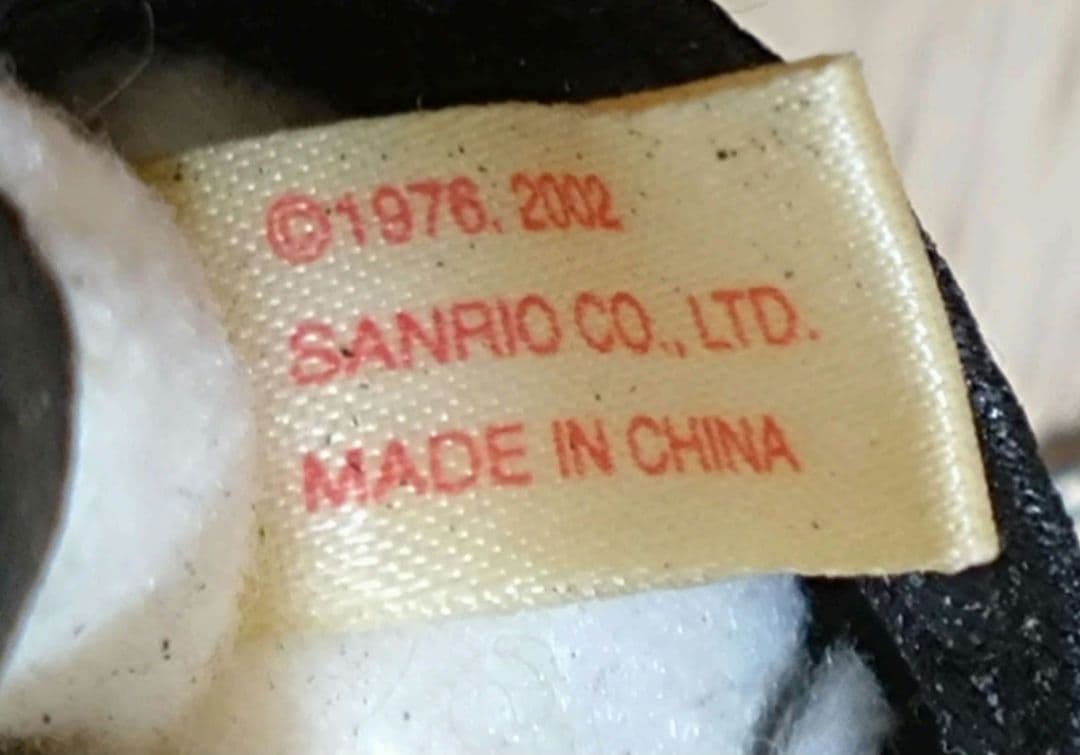 ©1976, 2002
SANRIO CO., LTD.
MADE IN CHINA